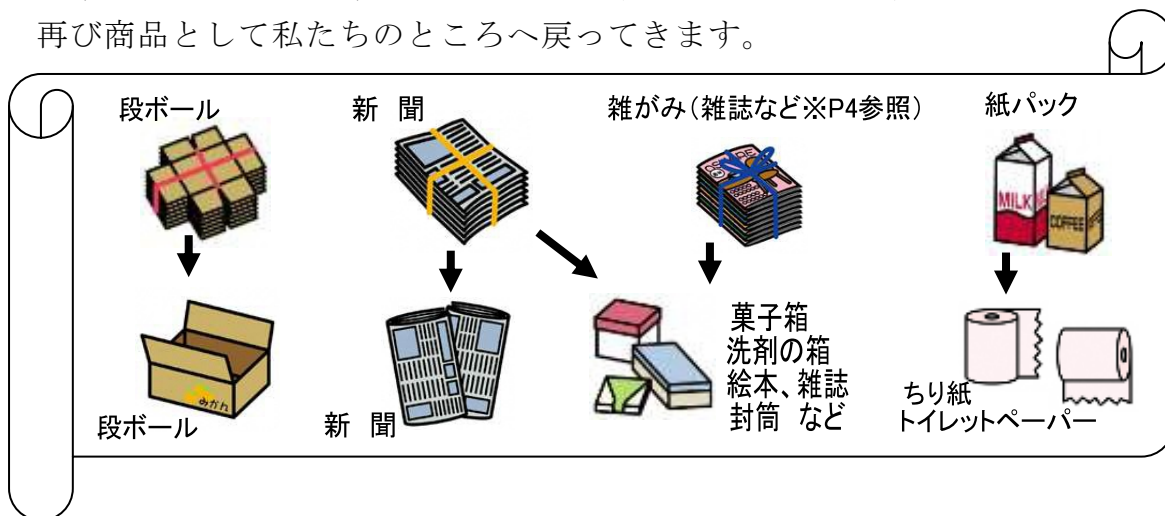 再び商品として私たちのところへ戻ってきます。
段ボール
新 聞
雑がみ（雑誌など※P4参照）
紙パック
MILK
COFFEE
みかん
段ボール
新 聞
菓子箱
洗剤の箱
絵本、雑誌
封筒 など
ちり紙
トイレットペーパー